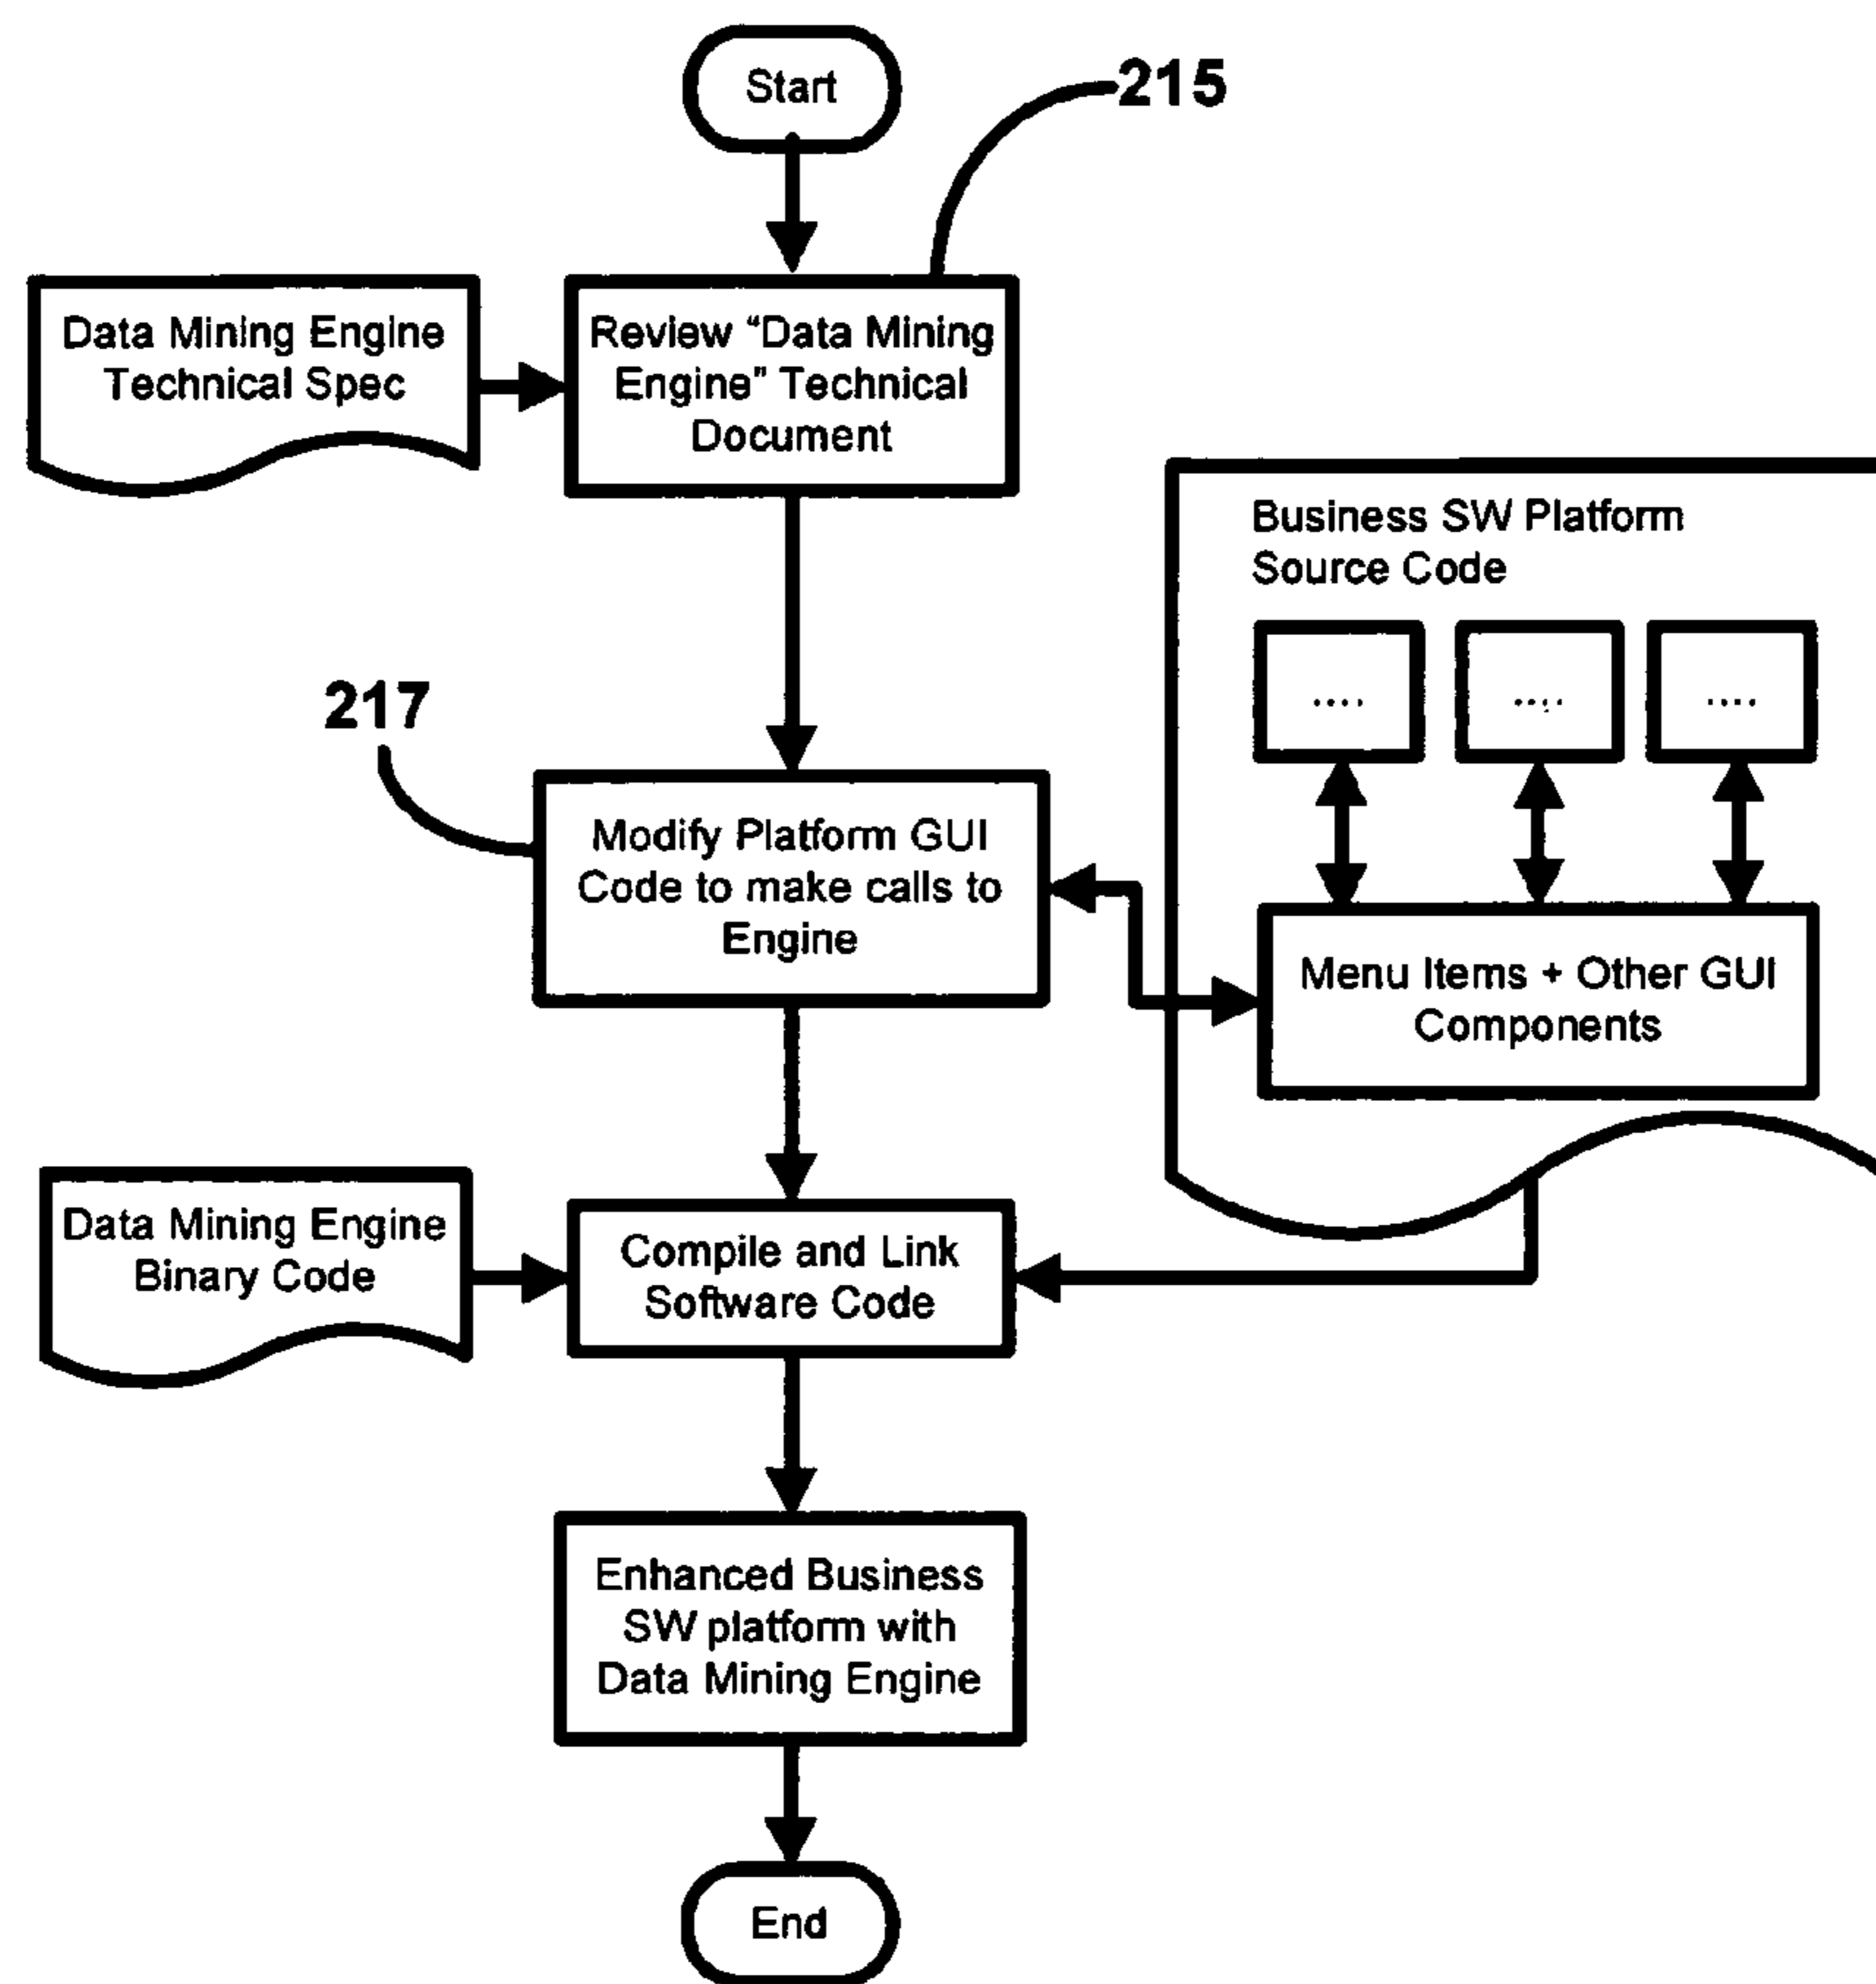 Start
215
Data Mining Engine
Technical Spec
Review “Data Mining
Engine” Technical
Document
Business SW Platform
Source Code
....
....
....
217
Modify Platform GUI
Code to make calls to
Engine
Menu Items + Other GUI
Components
Data Mining Engine
Binary Code
Compile and Link
Software Code
Enhanced Business
SW platform with
Data Mining Engine
End